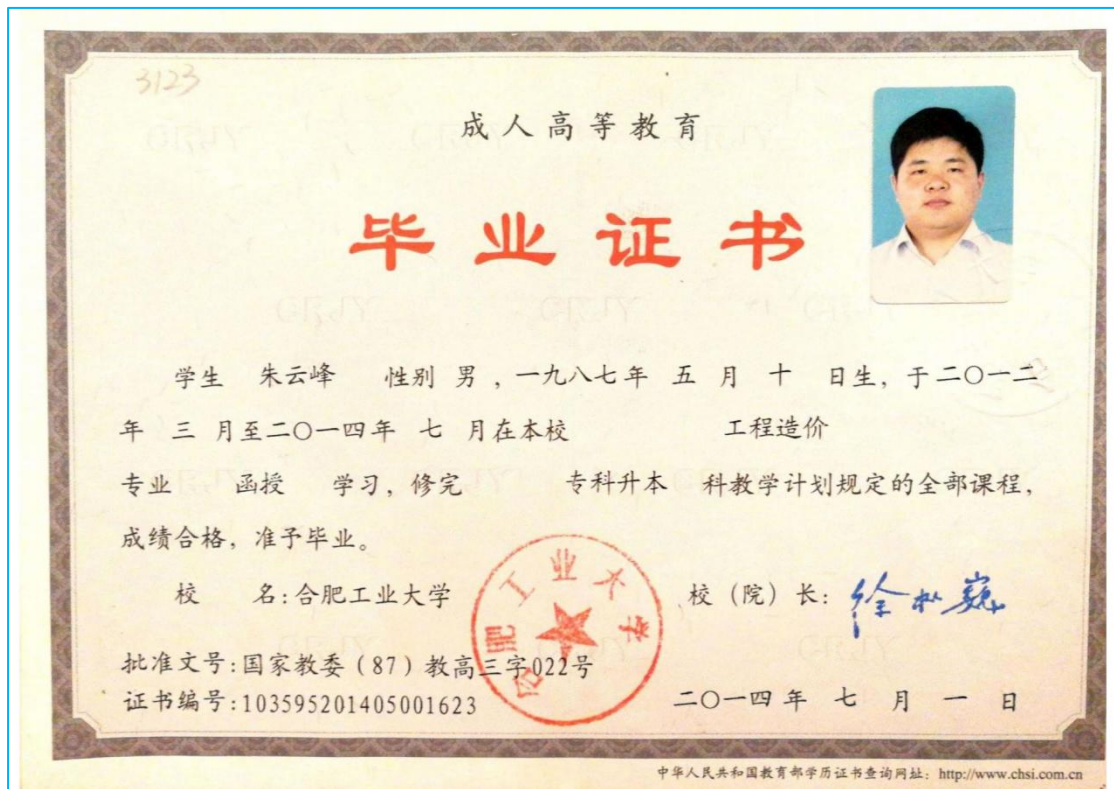 3123
成人高等教育
毕业证书
学生 朱云峰 性别 男 ,一九八七年 五 月 十 日生,于二〇一二
年 三 月至二〇一四年 七 月在本校 工程造价
专业 函授 学习,修完 专科升本 科教学计划规定的全部课程,
成绩合格,准予毕业。
校 名:合肥工业大学 校(院)长:
合肥工业大学
批准文号:国家教委(87)教高三字022号
证书编号:103595201405001623 二〇一四年 七 月 一 日
中华人民共和国教育部学历证书查询网址:http://www.chsi.com.cn